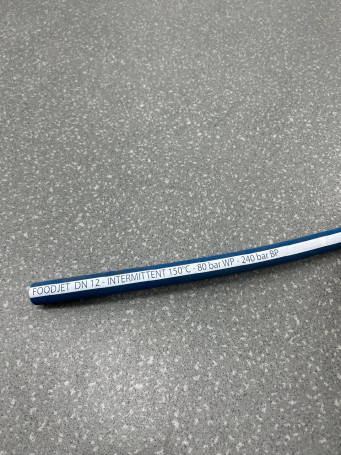 FOODJET DN 12 - INTERMITTENT 150°C - 80 bar WP - 240 bar BP